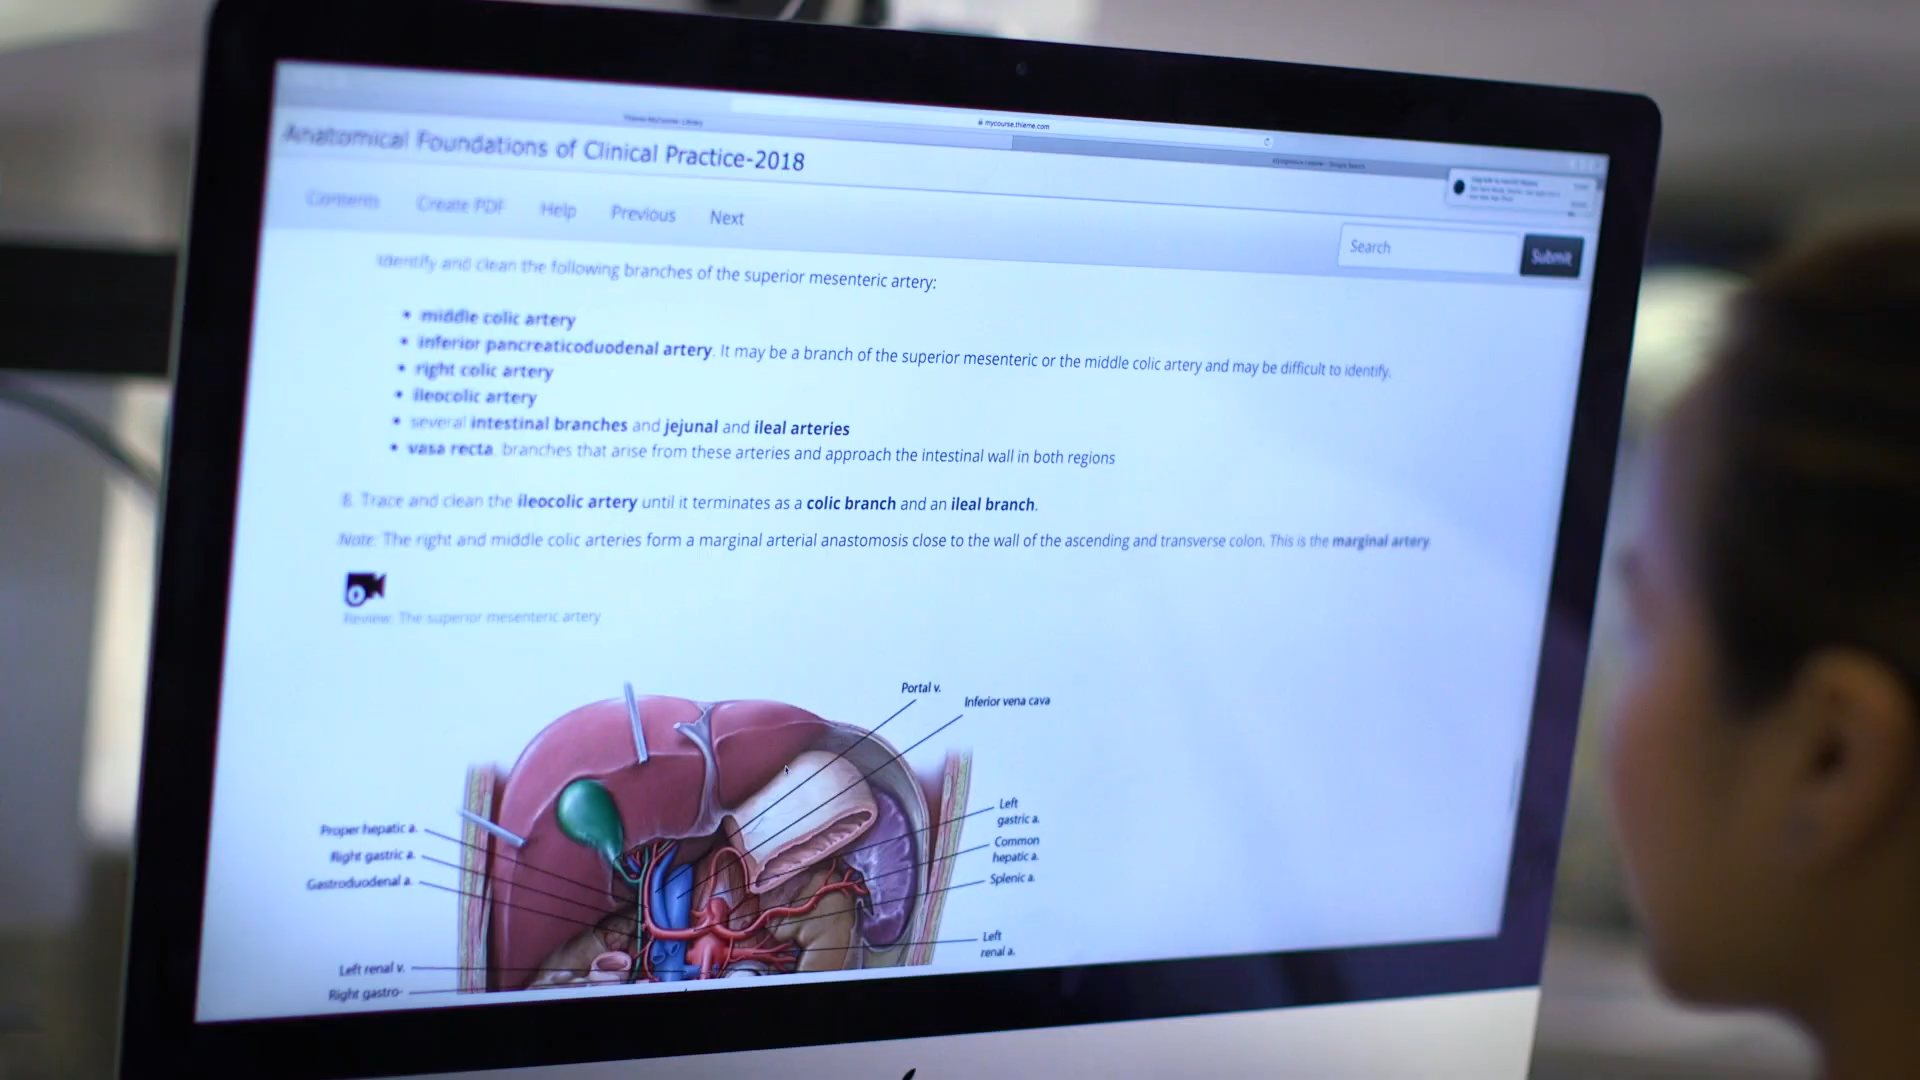 mycourse.thieme.com
Anatomical Foundations of Clinical Practice-2018
Contents Create PDF Help Previous Next
Search Submit
Identify and clean the following branches of the superior mesenteric artery:
• middle colic artery
• inferior pancreaticoduodenal artery. It may be a branch of the superior mesenteric or the middle colic artery and may be difficult to identify.
• right colic artery
• ileocolic artery
• several intestinal branches and jejunal and ileal arteries
• vasa recta, branches that arise from these arteries and approach the intestinal wall in both regions
8. Trace and clean the ileocolic artery until it terminates as a colic branch and an ileal branch.
Note: The right and middle colic arteries form a marginal arterial anastomosis close to the wall of the ascending and transverse colon. This is the marginal artery
Review: The superior mesenteric artery
Portal v.
Inferior vena cava
Proper hepatic a.
Right gastric a.
Gastroduodenal a.
Left renal v.
Right gastro-
Left
gastric a.
Common
hepatic a.
Splenic a.
Left
renal a.